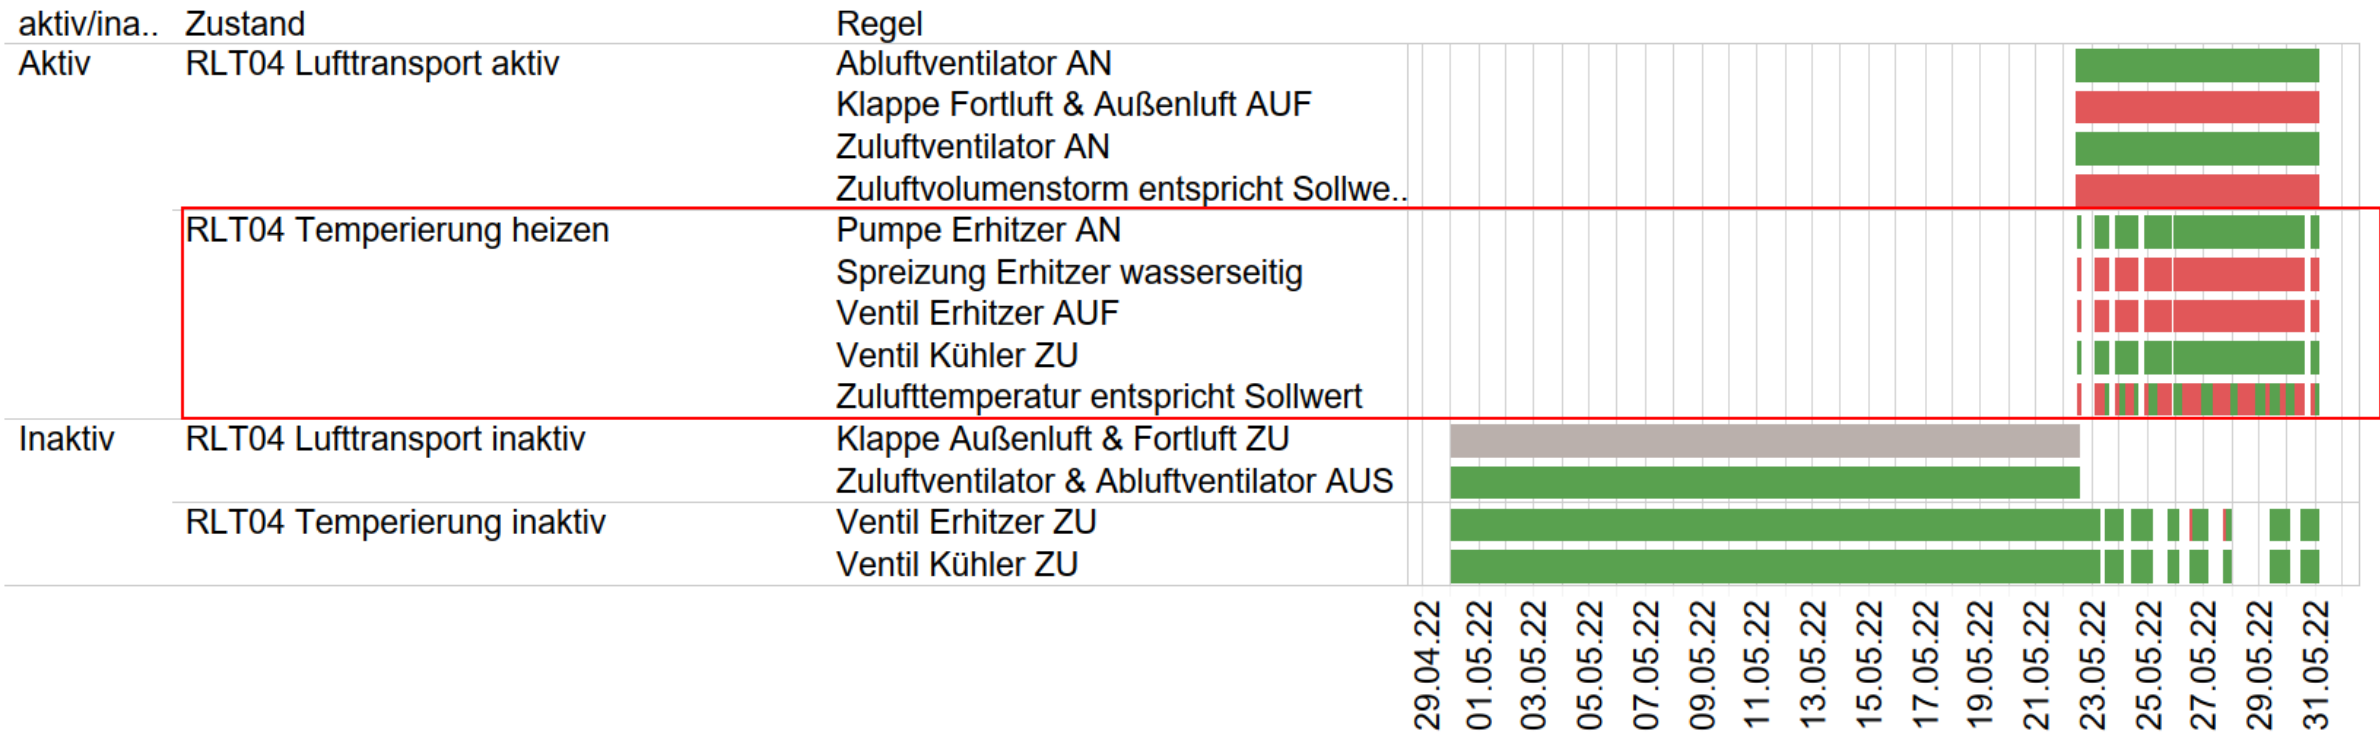 aktiv/ina.. Zustand Regel
Aktiv RLT04 Lufttransport aktiv Abluftventilator AN
Klappe Fortluft & Außenluft AUF
Zuluftventilator AN
Zuluftvolumenstorm entspricht Sollwe..
RLT04 Temperierung heizen Pumpe Erhitzer AN
Spreizung Erhitzer wasserseitig
Ventil Erhitzer AUF
Ventil Kühler ZU
Zulufttemperatur entspricht Sollwert
Inaktiv RLT04 Lufttransport inaktiv Klappe Außenluft & Fortluft ZU
Zuluftventilator & Abluftventilator AUS
RLT04 Temperierung inaktiv Ventil Erhitzer ZU
Ventil Kühler ZU
29.04.22
01.05.22
03.05.22
05.05.22
07.05.22
09.05.22
11.05.22
13.05.22
15.05.22
17.05.22
19.05.22
21.05.22
23.05.22
25.05.22
27.05.22
29.05.22
31.05.22